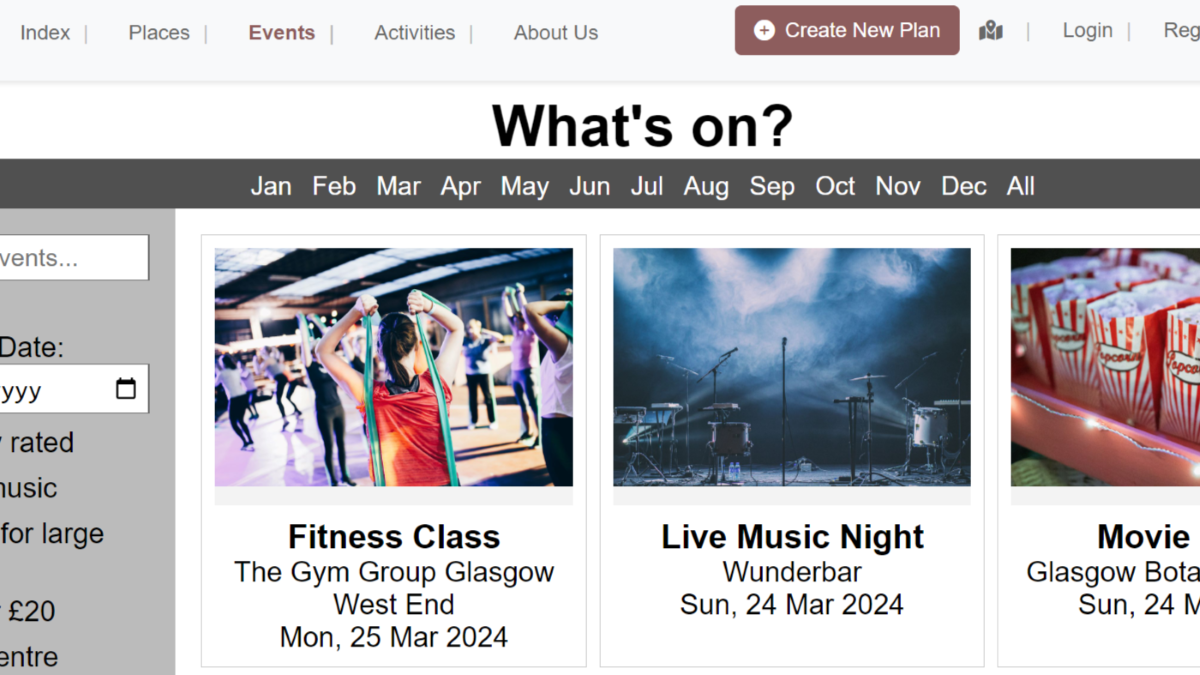 Index | Places | Events | Activities | About Us
Create New Plan | Login | Reg
What's on?
Jan Feb Mar Apr May Jun Jul Aug Sep Oct Nov Dec All
vents...
Date:
yyy
rated
music
for large
£20
entre
Fitness Class
The Gym Group Glasgow
West End
Mon, 25 Mar 2024
Live Music Night
Wunderbar
Sun, 24 Mar 2024
Popcorn
Popcorn
Movie
Glasgow Bota
Sun, 24 M